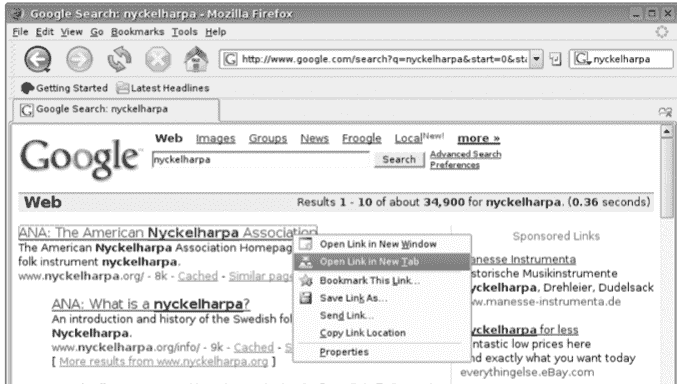 Google Search: nyckelharpa - Mozilla Firefox
File Edit View Go Bookmarks Tools Help
G http://www.google.com/search?q=nyckelharpa&start=0&sta G nyckelharpa
Getting Started Latest Headlines
G Google Search: nyckelharpa
Google™
Web Images Groups News Froogle Local New! more »
nyckelharpa Search Advanced Search
Preferences
Web Results 1 - 10 of about 34,900 for nyckelharpa. (0.36 seconds)
ANA: The American Nyckelharpa Association
The American Nyckelharpa Association Homepag
folk instrument nyckelharpa.
www.nyckelharpa.org/ - 8k - Cached - Similar page
ANA: What is a nyckelharpa?
An introduction and history of the Swedish fol
Nyckelharpa.
www.nyckelharpa.org/info/ - 9k - Cached - S
[ More results from www.nyckelharpa.org ]
Open Link in New Window
Open Link in New Tab
Bookmark This Link...
Save Link As...
Send Link...
Copy Link Location
Properties
Sponsored Links
anesse Instrumenta
istorische Musikinstrumente
yckelharpa, Drehleier, Dudelsack
www.manesse-instrumenta.de
yckelharpa for less
ntastic low prices here
nd exactly what you want today
everythingelse.eBay.com